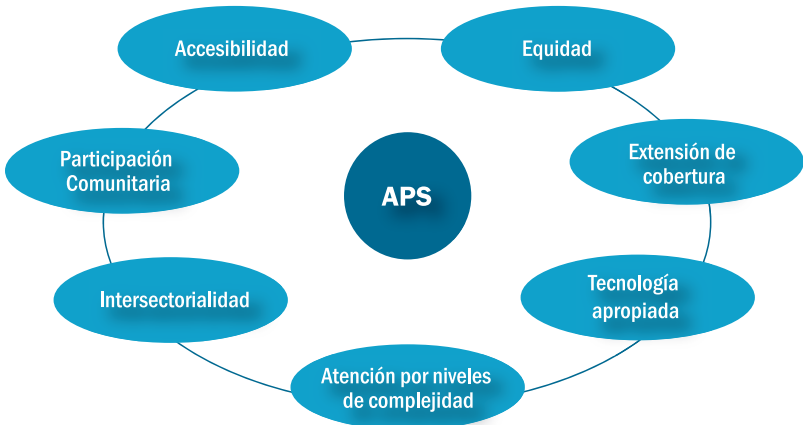 Accesibilidad
Equidad
Participación
Comunitaria
APS
Extensión de
cobertura
Intersectorialidad
Tecnología
apropiada
Atención por niveles
de complejidad